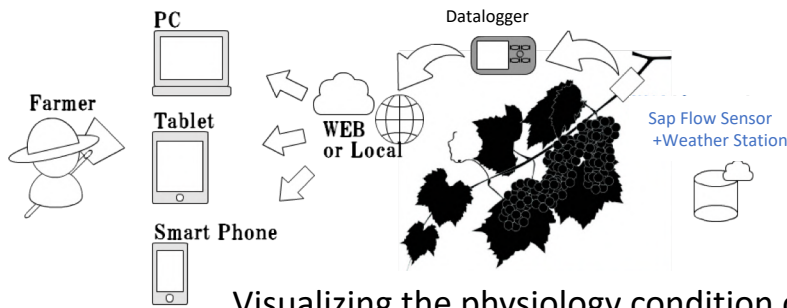 PC
Datalogger
Farmer
Tablet
WEB
or Local
Sap Flow Sensor
+Weather Station
Smart Phone
Visualizing the physiology condition